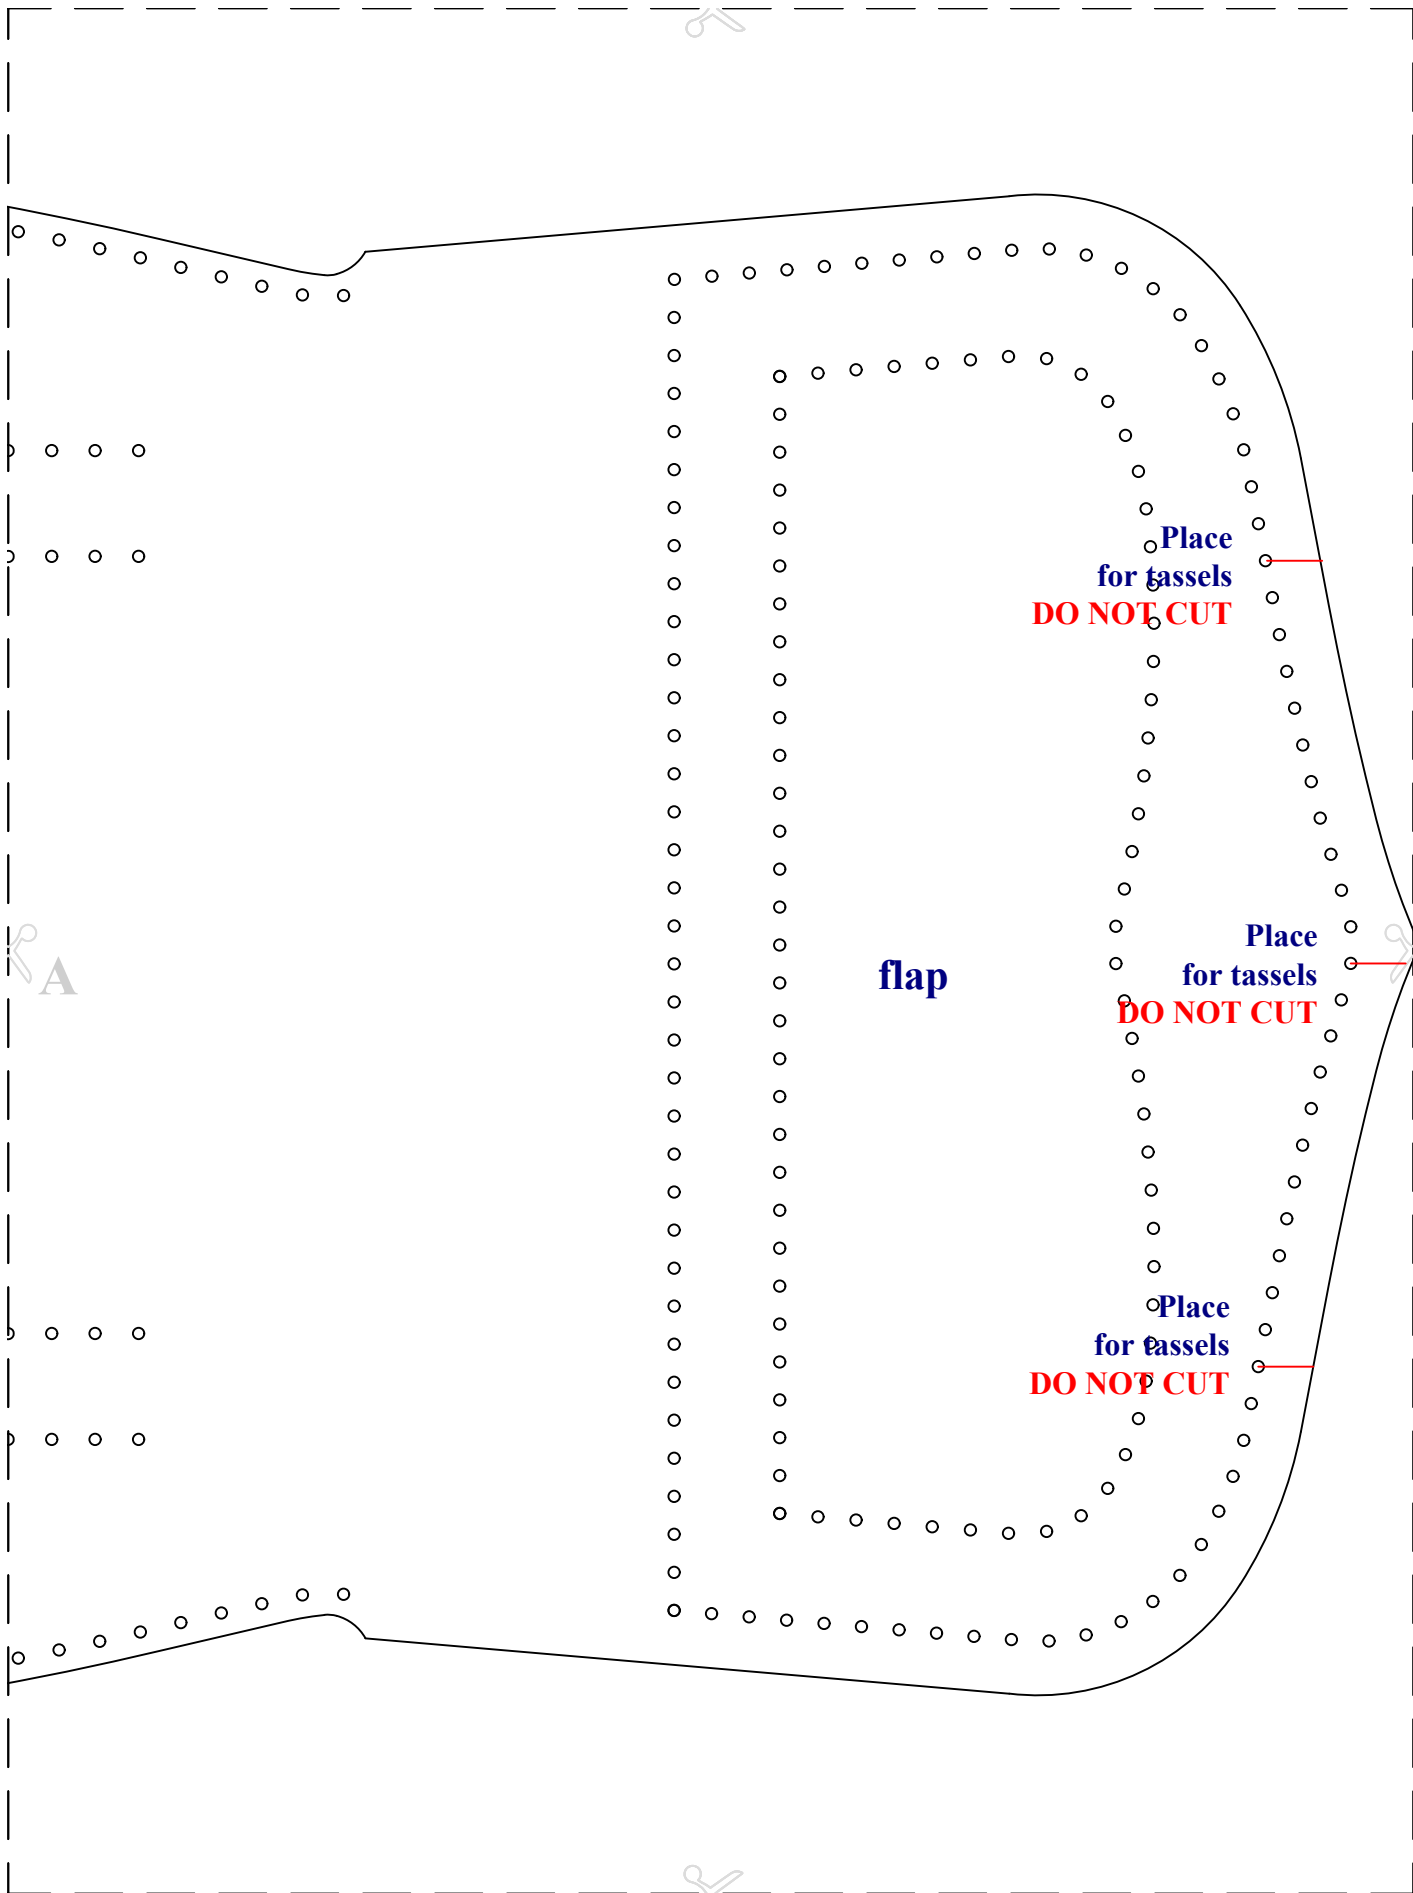 Place
for tassels
DO NOT CUT
A
flap
Place
for tassels
DO NOT CUT
Place
for tassels
DO NOT CUT